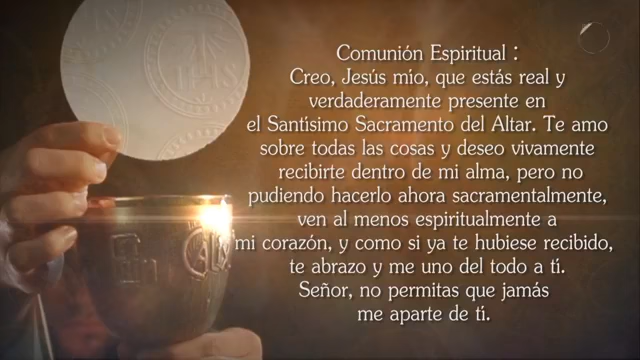 Comunión Espiritual :
Creo, Jesús mío, que estás real y
verdaderamente presente en
el Santísimo Sacramento del Altar. Te amo
sobre todas las cosas y deseo vivamente
recibirte dentro de mi alma, pero no
pudiendo hacerlo ahora sacramentalmente,
ven al menos espiritualmente a
mi corazón, y como si ya te hubiese recibido,
te abrazo y me uno del todo a tí.
Señor, no permitas que jamás
me aparte de tí.